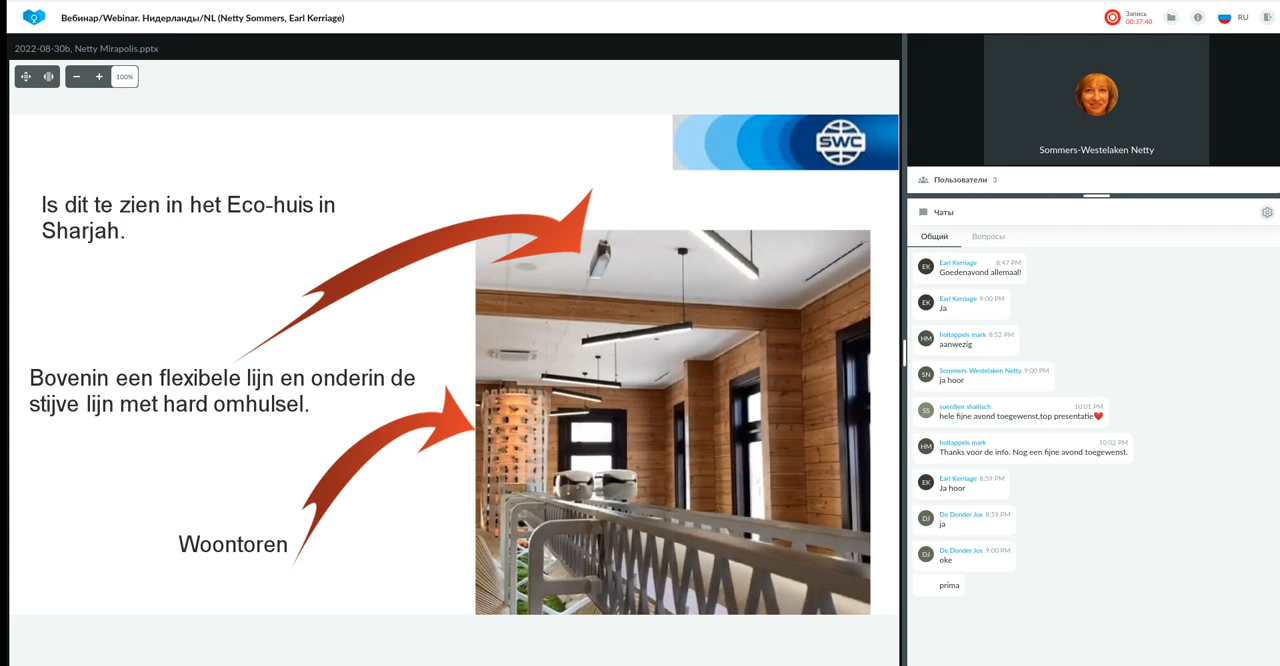 Вебинар/Webinar. Нидерланды/NL (Netty Sommers, Earl Kerriage)
Запись
00:37:40
RU
2022-08-30b, Netty Mirapolis.pptx
100%
SWC
Is dit te zien in het Eco-huis in
Sharjah.
Bovenin een flexibele lijn en onderin de
stijve lijn met hard omhulsel.
Woontoren
Sommers-Westelaken Netty
Пользователи 3
Чаты
Общий Вопросы
EK Earl Kerriage 8:47 PM
Goedenavond allemaal!
EK Earl Kerriage 9:00 PM
Ja
HM holtappels mark 8:52 PM
aanwezig
SN Sommers-Westelaken Netty 9:00 PM
ja hoor
SS soerdien shailisch 10:01 PM
hele fijne avond toegewenst,top presentatie❤️
HM holtappels mark 10:02 PM
Thanks voor de info. Nog een fijne avond toegewenst.
EK Earl Kerriage 8:59 PM
Ja hoor
DJ De Donder Jos 8:59 PM
ja
DJ De Donder Jos 9:00 PM
oke
prima